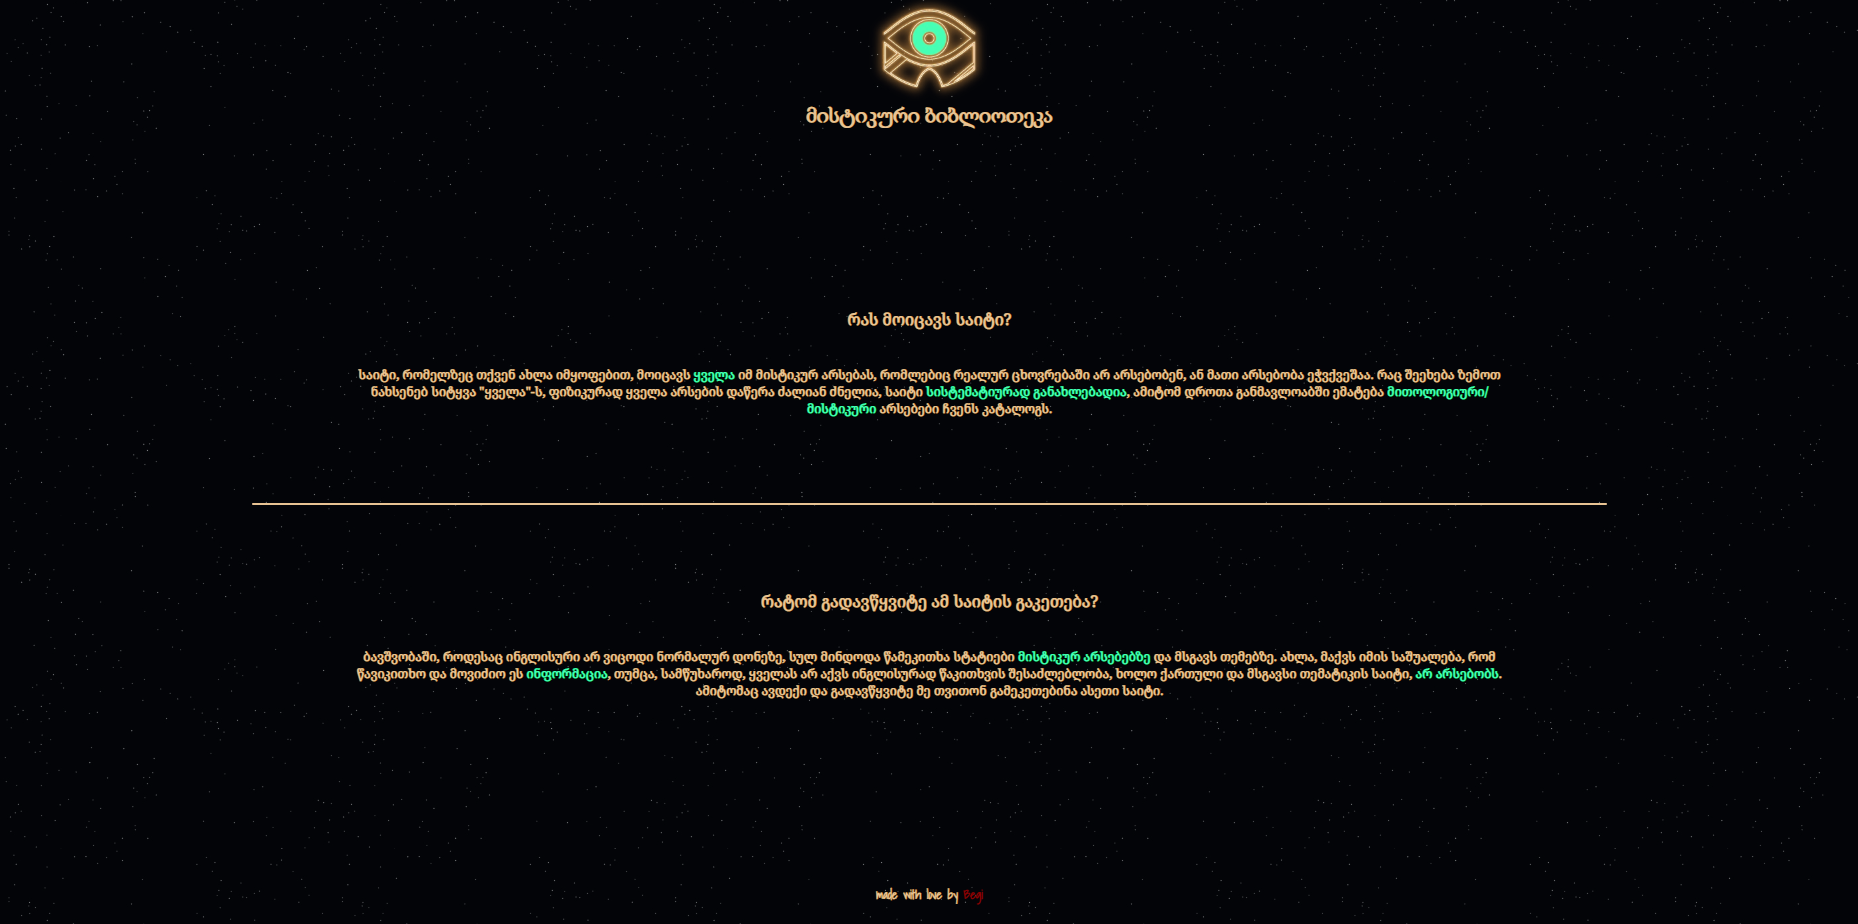 მისტიკური ბიბლიოთეკა
რას მოიცავს საიტი?
საიტი, რომელზეც თქვენ ახლა იმყოფებით, მოიცავს ყველა იმ მისტიკურ არსებას, რომლებიც რეალურ ცხოვრებაში არ არსებობენ, ან მათი არსებობა ეჭვქვეშაა. რაც შეეხება ზემოთ
ნახსენებ სიტყვა "ყველა"-ს, ფიზიკურად ყველა არსების დაწერა ძალიან ძნელია, საიტი სისტემატიურად განახლებადია, ამიტომ დროთა განმავლოაბში ემატება მითოლოგიური/
მისტიკური არსებები ჩვენს კატალოგს.
რატომ გადავწყვიტე ამ საიტის გაკეთება?
ბავშვობაში, როდესაც ინგლისური არ ვიცოდი ნორმალურ დონეზე, სულ მინდოდა წამეკითხა სტატიები მისტიკურ არსებებზე და მსგავს თემებზე. ახლა, მაქვს იმის საშუალება, რომ
წავიკითხო და მოვიძიო ეს ინფორმაცია, თუმცა, სამწუხაროდ, ყველას არ აქვს ინგლისურად წაკითხვის შესაძლებლობა, ხოლო ქართული და მსგავსი თემატიკის საიტი, არ არსებობს.
ამიტომაც ავდექი და გადავწყვიტე მე თვითონ გამეკეთებინა ასეთი საიტი.
made with love by Begi